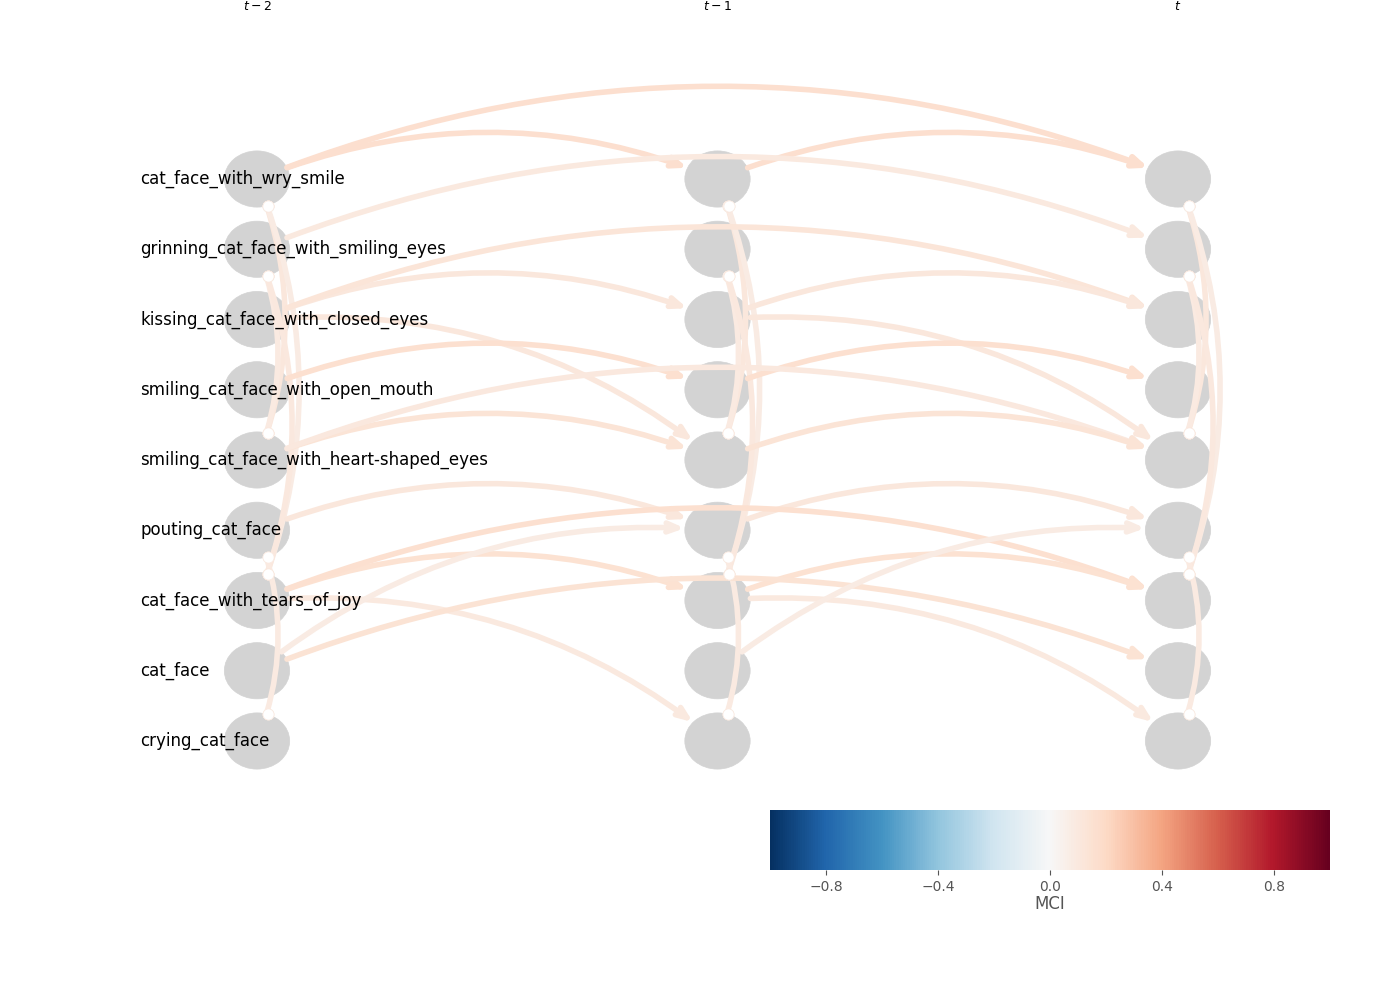 t − 2 t − 1 t
cat_face_with_wry_smile
grinning_cat_face_with_smiling_eyes
kissing_cat_face_with_closed_eyes
smiling_cat_face_with_open_mouth
smiling_cat_face_with_heart-shaped_eyes
pouting_cat_face
cat_face_with_tears_of_joy
cat_face
crying_cat_face
−0.8 −0.4 0.0 0.4 0.8
MCI